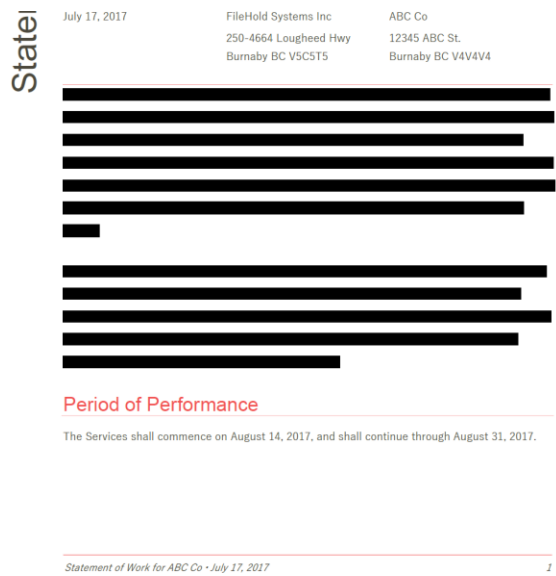 July 17, 2017
FileHold Systems Inc
250-4664 Lougheed Hwy
Burnaby BC V5C5T5
ABC Co
12345 ABC St.
Burnaby BC V4V4V4
Period of Performance
The Services shall commence on August 14, 2017, and shall continue through August 31, 2017.
Statement of Work for ABC Co • July 17, 2017
1